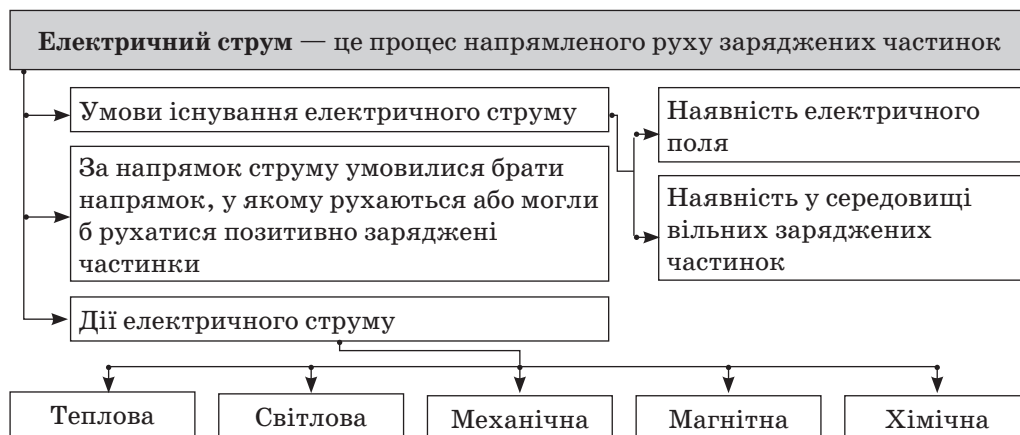 Електричний струм — це процес напрямленого руху заряджених частинок
Умови існування електричного струму
Наявність електричного
поля
За напрямок струму умовилися брати
напрямок, у якому рухаються або могли
б рухатися позитивно заряджені
частинки
Наявність у середовищі
вільних заряджених
частинок
Дії електричного струму
Теплова
Світлова
Механічна
Магнітна
Хімічна